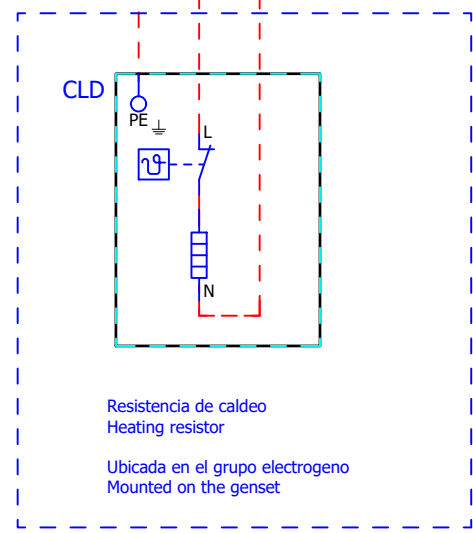 CLD
PE
L
ϑ
N
Resistencia de caldeo
Heating resistor
Ubicada en el grupo electrogeno
Mounted on the genset